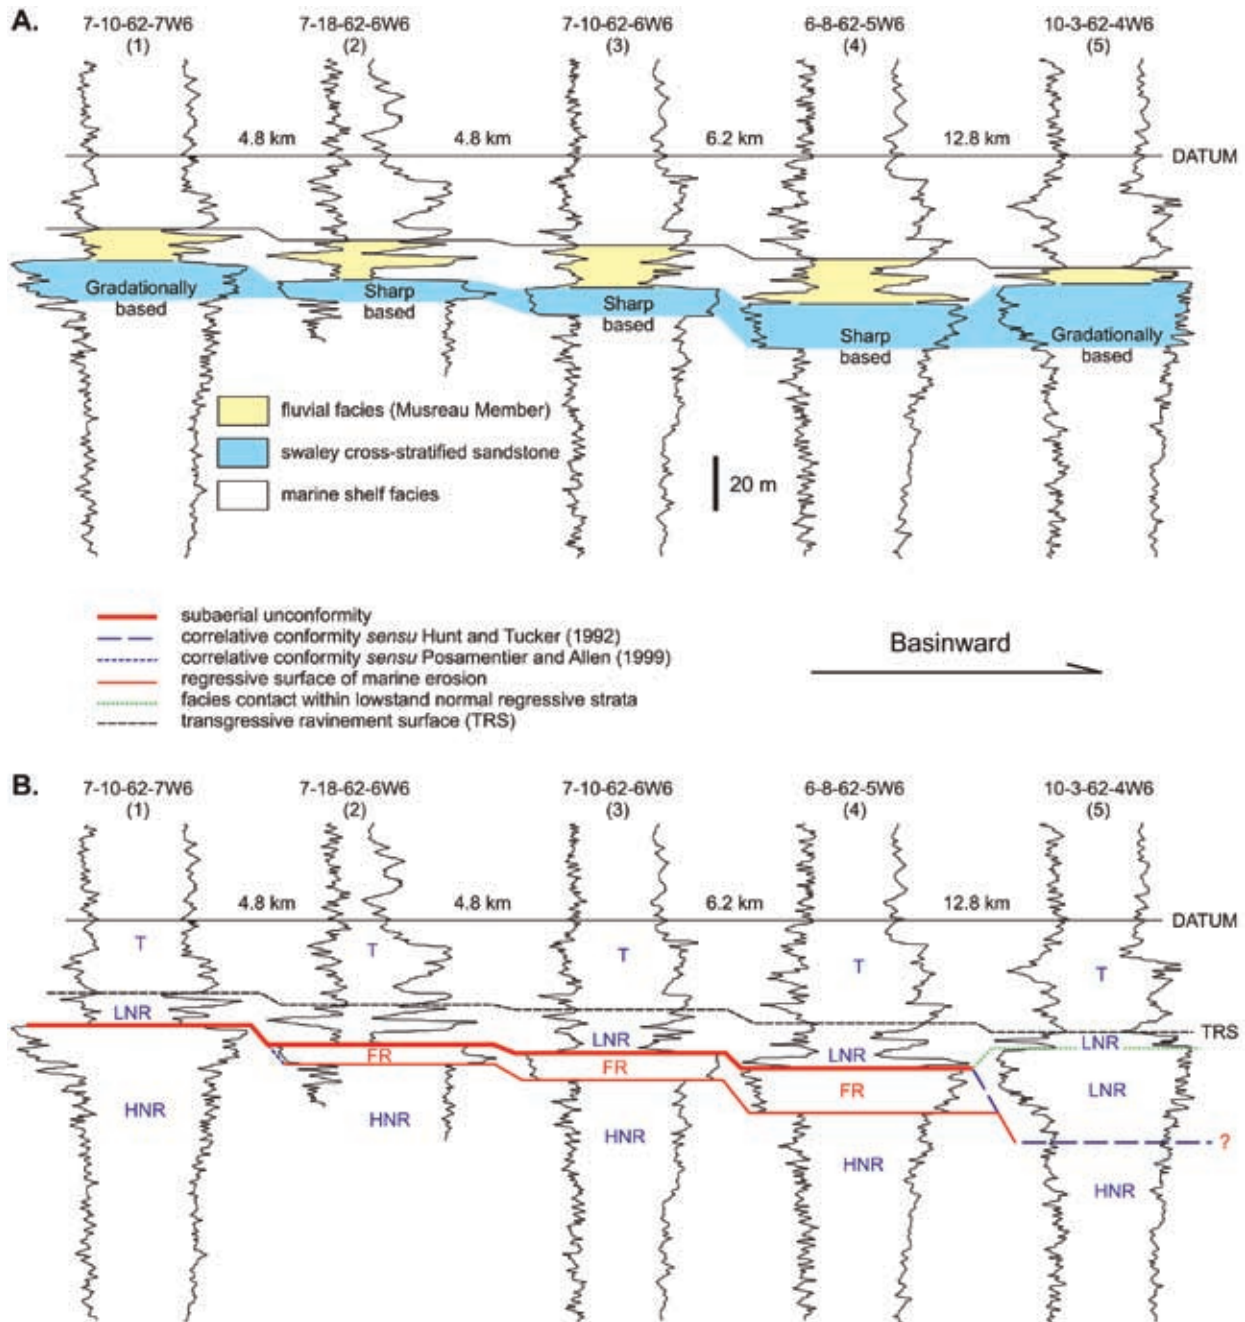 A.
7-10-62-7W6 7-18-62-6W6 7-10-62-6W6 6-8-62-5W6 10-3-62-4W6
(1) (2) (3) (4) (5)
4.8 km 4.8 km 6.2 km 12.8 km
DATUM
Gradationally based
Sharp based
Sharp based
Sharp based
Gradationally based
fluvial facies (Musreau Member)
swaley cross-stratified sandstone
marine shelf facies
20 m
subaerial unconformity
correlative conformity sensu Hunt and Tucker (1992)
correlative conformity sensu Posamentier and Allen (1999)
regressive surface of marine erosion
facies contact within lowstand normal regressive strata
transgressive ravinement surface (TRS)
Basinward
B.
7-10-62-7W6 7-18-62-6W6 7-10-62-6W6 6-8-62-5W6 10-3-62-4W6
(1) (2) (3) (4) (5)
4.8 km 4.8 km 6.2 km 12.8 km
DATUM
T T T T T
TRS
LNR LNR LNR LNR
FR FR FR LNR
HNR HNR HNR HNR HNR
?